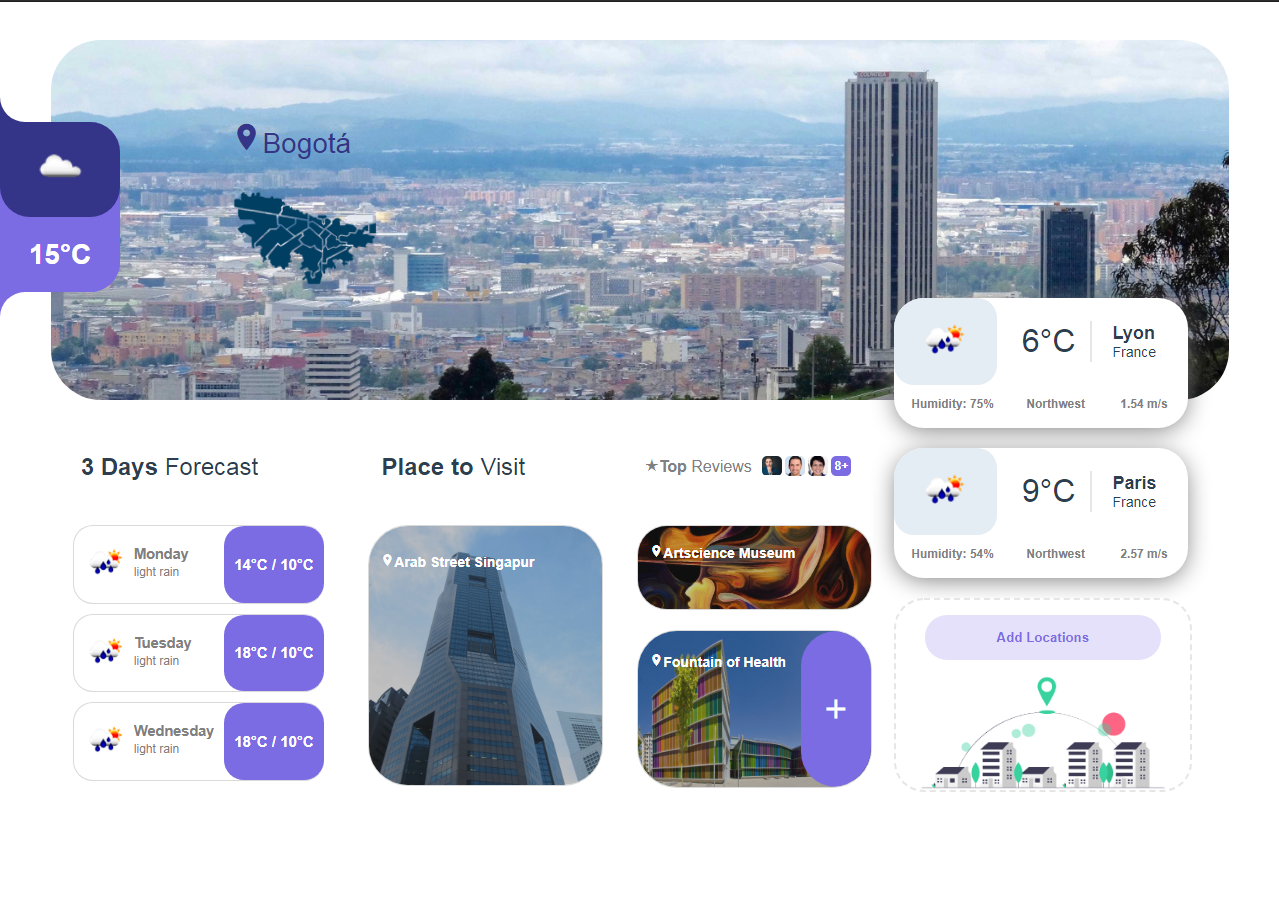 Bogotá
15°C
6°C
Lyon
France
Humidity: 75%
Northwest
1.54 m/s
3 Days Forecast
Place to Visit
★Top Reviews
8+
9°C
Paris
France
Humidity: 54%
Northwest
2.57 m/s
Monday
light rain
14°C / 10°C
Tuesday
light rain
18°C / 10°C
Wednesday
light rain
18°C / 10°C
Arab Street Singapur
Artscience Museum
Fountain of Health
+
Add Locations